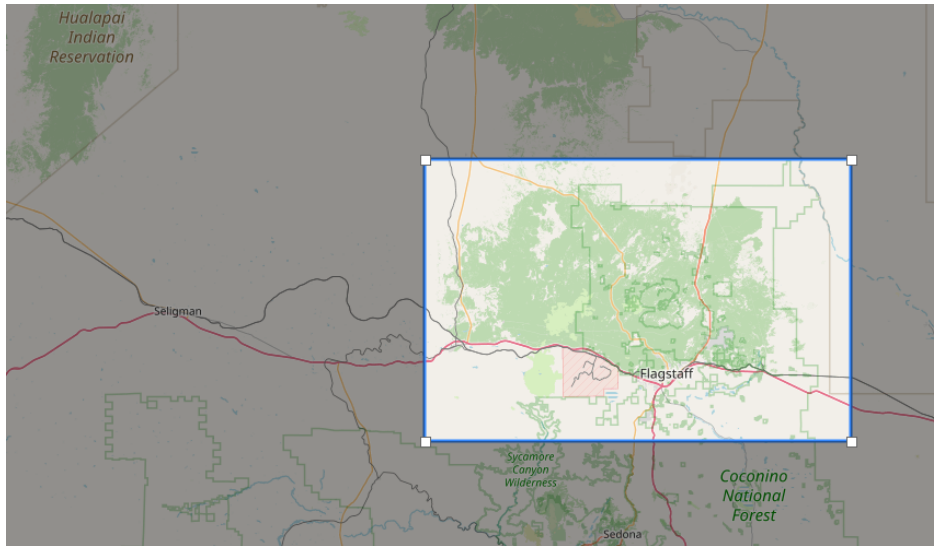 Hualapai
Indian
Reservation
Seligman
Flagstaff
Sycamore
Canyon
Wilderness
Coconino
National
Forest
Sedona